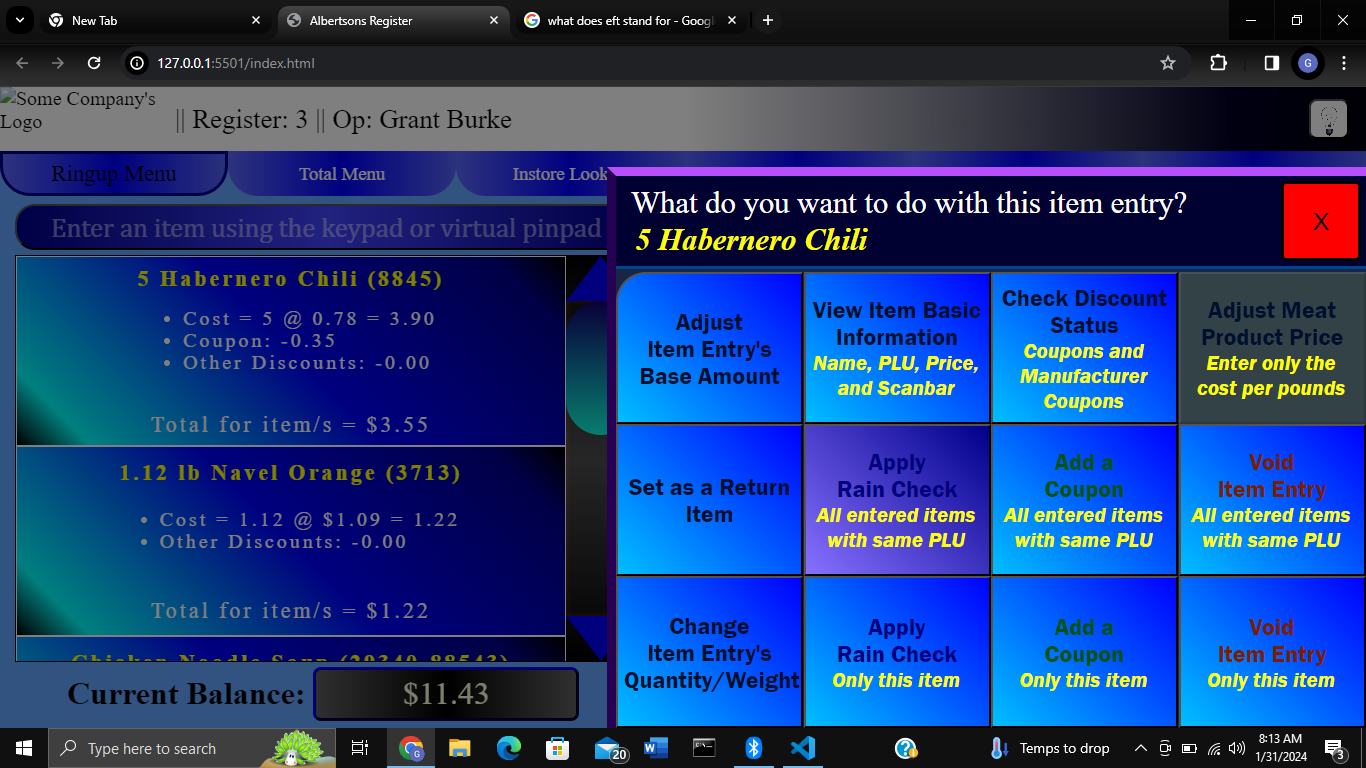 New Tab
Albertsons Register
what does eft stand for - Googl
127.0.0.1:5501/index.html
G
Some Company's
Logo
|| Register: 3 || Op: Grant Burke
Ringup Menu
Total Menu
Instore Look
Enter an item using the keypad or virtual pinpad
5 Habernero Chili (8845)
• Cost = 5 @ 0.78 = 3.90
• Coupon: -0.35
• Other Discounts: -0.00
Total for item/s = $3.55
1.12 lb Navel Orange (3713)
• Cost = 1.12 @ $1.09 = 1.22
• Other Discounts: -0.00
Total for item/s = $1.22
Chicken Noodle Soup (29340-88543)
Current Balance:
$11.43
What do you want to do with this item entry?
5 Habernero Chili
X
Adjust
Item Entry's
Base Amount
View Item Basic
Information
Name, PLU, Price,
and Scanbar
Check Discount
Status
Coupons and
Manufacturer
Coupons
Adjust Meat
Product Price
Enter only the
cost per pounds
Set as a Return
Item
Apply
Rain Check
All entered items
with same PLU
Add a
Coupon
All entered items
with same PLU
Void
Item Entry
All entered items
with same PLU
Change
Item Entry's
Quantity/Weight
Apply
Rain Check
Only this item
Add a
Coupon
Only this item
Void
Item Entry
Only this item
Type here to search
20
Temps to drop
8:13 AM
1/31/2024
3